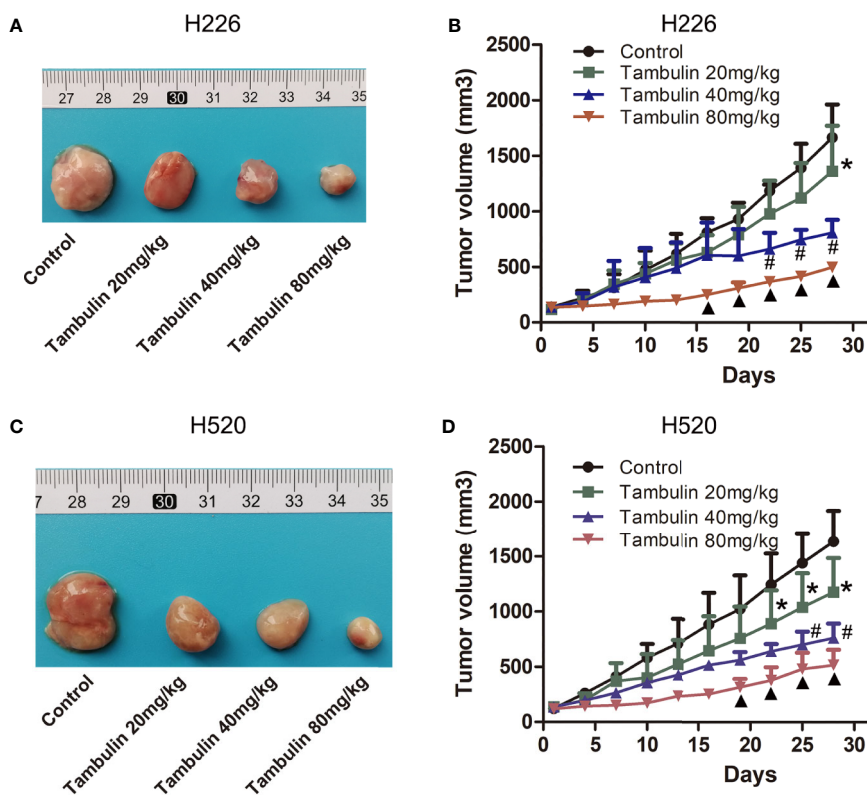 A
H226
27 28 29 30 31 32 33 34 35
Control
Tambulin 20mg/kg
Tambulin 40mg/kg
Tambulin 80mg/kg
B
H226
Control
Tambulin 20mg/kg
Tambulin 40mg/kg
Tambulin 80mg/kg
Tumor volume (mm3)
2500
2000
1500
1000
500
0
*
# # #
0 5 10 15 20 25 30
Days
C
H520
7 28 29 30 31 32 33 34 35
Control
Tambulin 20mg/kg
Tambulin 40mg/kg
Tambulin 80mg/kg
D
H520
Control
Tambulin 20mg/kg
Tambulin 40mg/kg
Tambulin 80mg/kg
Tumor volume (mm3)
2500
2000
1500
1000
500
0
* * *
# #
0 5 10 15 20 25 30
Days